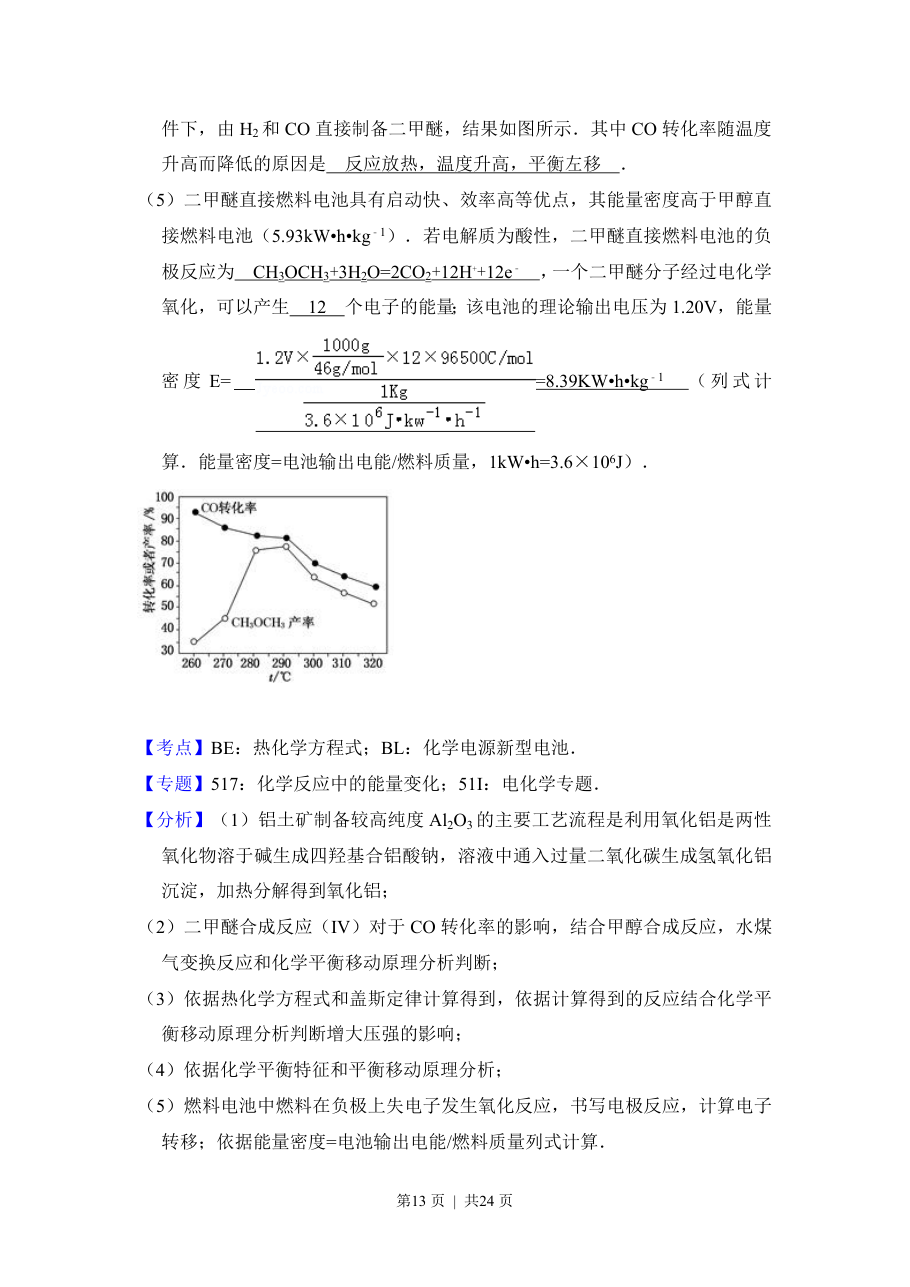 件下，由 H₂和 CO 直接制备二甲醚，结果如图所示．其中 CO 转化率随温度
升高而降低的原因是　反应放热，温度升高，平衡左移　．
（5）二甲醚直接燃料电池具有启动快、效率高等优点，其能量密度高于甲醇直
接燃料电池（5.93kW•h•kg⁻¹）．若电解质为酸性，二甲醚直接燃料电池的负
极反应为　CH₃OCH₃+3H₂O=2CO₂+12H⁺+12e⁻　，一个二甲醚分子经过电化学
氧化，可以产生　12　个电子的能量；该电池的理论输出电压为 1.20V，能量
1.2V×1000g/46g/mol×12×96500C/mol
密度 E=　　=8.39KW•h•kg⁻¹　（列式计
1Kg
3.6×10⁶J•kw⁻¹•h⁻¹
算．能量密度=电池输出电能/燃料质量，1kW•h=3.6×10⁶J）．
100
90
80
70
60
50
40
30
转化率或者产率/%
CO转化率
CH₃OCH₃ 产率
260 270 280 290 300 310 320
t/℃
【考点】BE：热化学方程式；BL：化学电源新型电池．
【专题】517：化学反应中的能量变化；51I：电化学专题．
【分析】（1）铝土矿制备较高纯度 Al₂O₃的主要工艺流程是利用氧化铝是两性
氧化物溶于碱生成四羟基合铝酸钠，溶液中通入过量二氧化碳生成氢氧化铝
沉淀，加热分解得到氧化铝；
（2）二甲醚合成反应（IV）对于 CO 转化率的影响，结合甲醇合成反应，水煤
气变换反应和化学平衡移动原理分析判断；
（3）依据热化学方程式和盖斯定律计算得到，依据计算得到的反应结合化学平
衡移动原理分析判断增大压强的影响；
（4）依据化学平衡特征和平衡移动原理分析；
（5）燃料电池中燃料在负极上失电子发生氧化反应，书写电极反应，计算电子
转移；依据能量密度=电池输出电能/燃料质量列式计算．
第13 页 | 共24 页